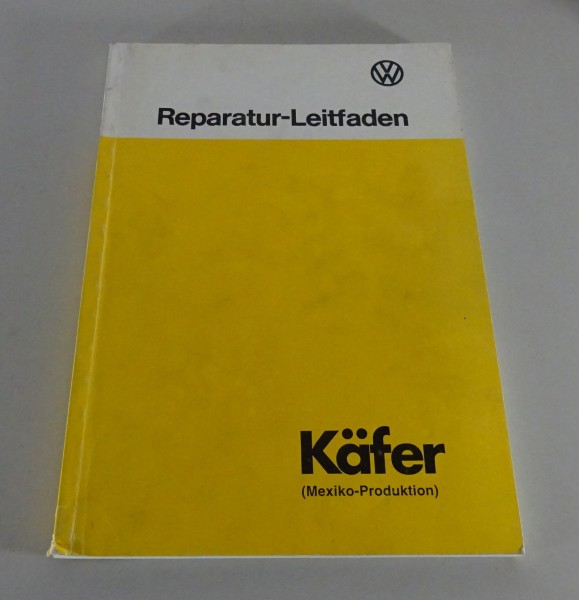 VW
Reparatur-Leitfaden
Käfer
(Mexiko-Produktion)